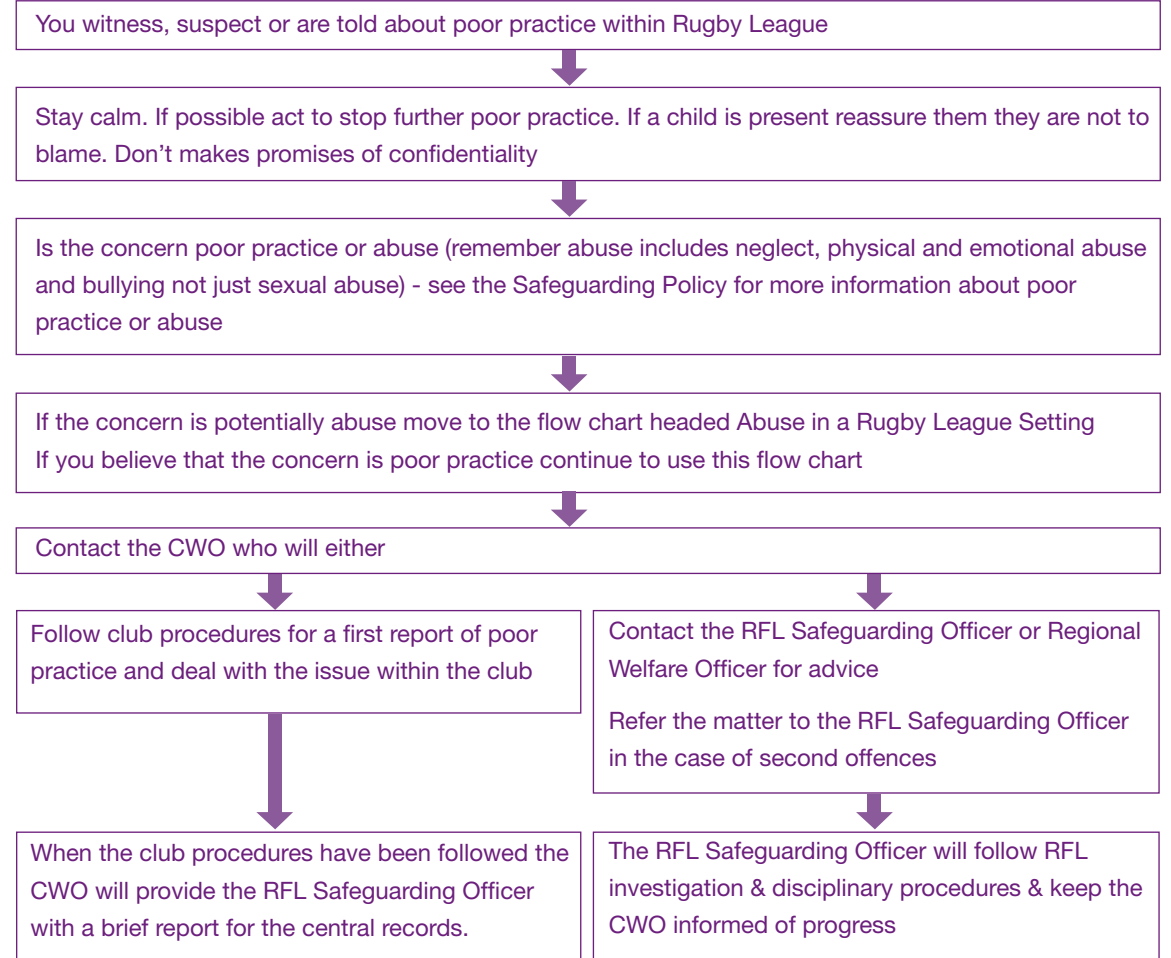 You witness, suspect or are told about poor practice within Rugby League
Stay calm. If possible act to stop further poor practice. If a child is present reassure them they are not to
blame. Don’t makes promises of confidentiality
Is the concern poor practice or abuse (remember abuse includes neglect, physical and emotional abuse
and bullying not just sexual abuse) - see the Safeguarding Policy for more information about poor
practice or abuse
If the concern is potentially abuse move to the flow chart headed Abuse in a Rugby League Setting
If you believe that the concern is poor practice continue to use this flow chart
Contact the CWO who will either
Follow club procedures for a first report of poor
practice and deal with the issue within the club
Contact the RFL Safeguarding Officer or Regional
Welfare Officer for advice
Refer the matter to the RFL Safeguarding Officer
in the case of second offences
When the club procedures have been followed the
CWO will provide the RFL Safeguarding Officer
with a brief report for the central records.
The RFL Safeguarding Officer will follow RFL
investigation & disciplinary procedures & keep the
CWO informed of progress